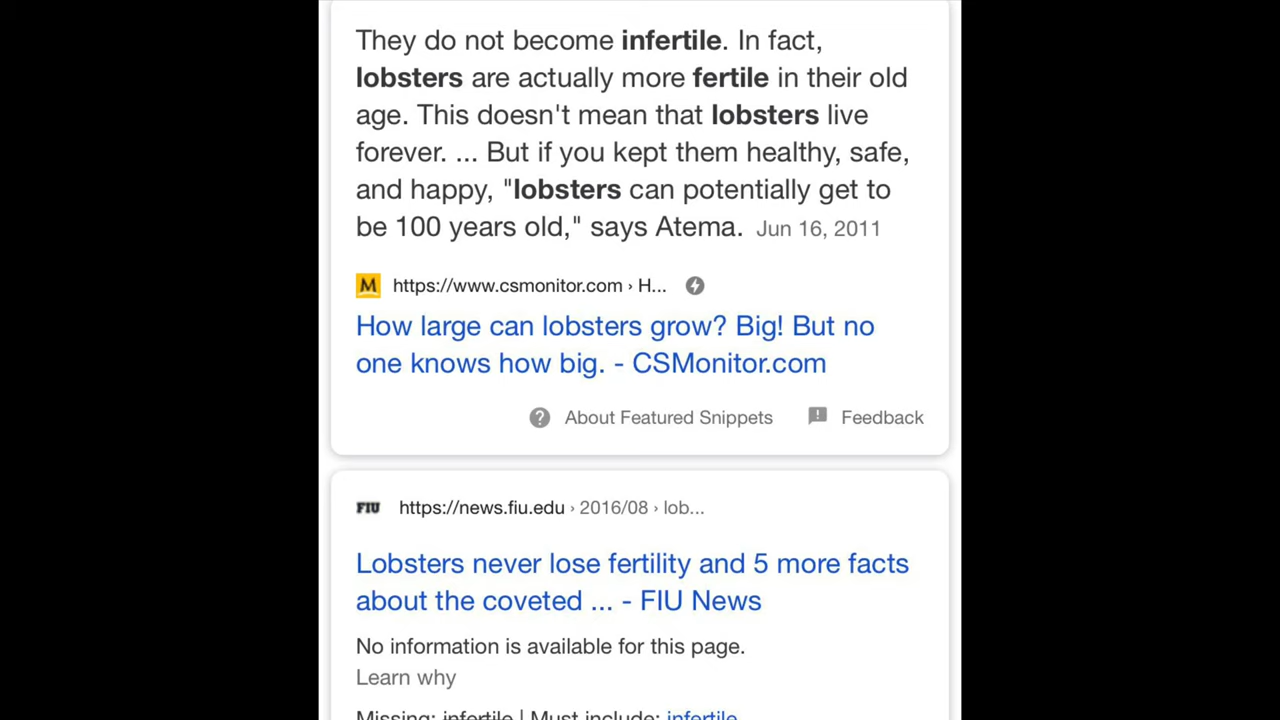 They do not become infertile. In fact,
lobsters are actually more fertile in their old
age. This doesn't mean that lobsters live
forever. ... But if you kept them healthy, safe,
and happy, "lobsters can potentially get to
be 100 years old," says Atema. Jun 16, 2011
M https://www.csmonitor.com › H...
How large can lobsters grow? Big! But no
one knows how big. - CSMonitor.com
About Featured Snippets Feedback
FIU https://news.fiu.edu › 2016/08 › lob...
Lobsters never lose fertility and 5 more facts
about the coveted ... - FIU News
No information is available for this page.
Learn why
Missing: infertile | Must include: infertile